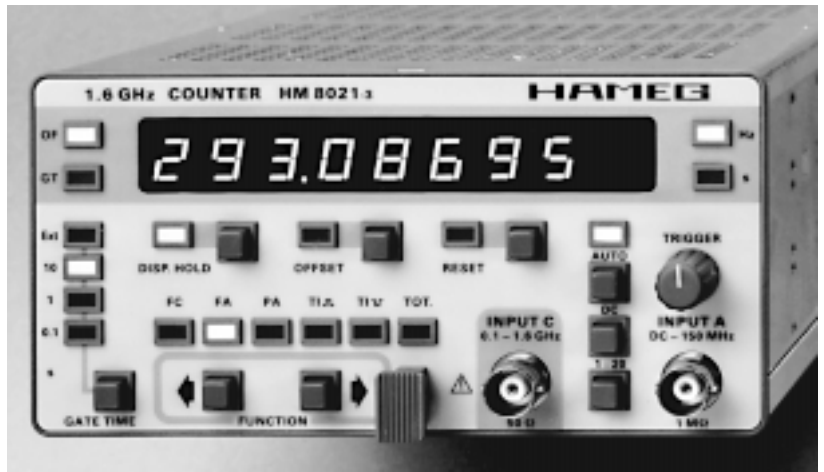 1.6 GHz COUNTER HM 8021-3 HAMEG
OF
293.08695
Hz
GT
s
Ext
10
1
0.1
s
GATE TIME
DISP. HOLD
OFFSET
RESET
AUTO
TRIGGER
FC FA PA TI TI TOT.
DC
INPUT C
0.1 – 1.6 GHz
INPUT A
DC – 150 MHz
1 : 20
FUNCTION
50 Ω
1 MΩ